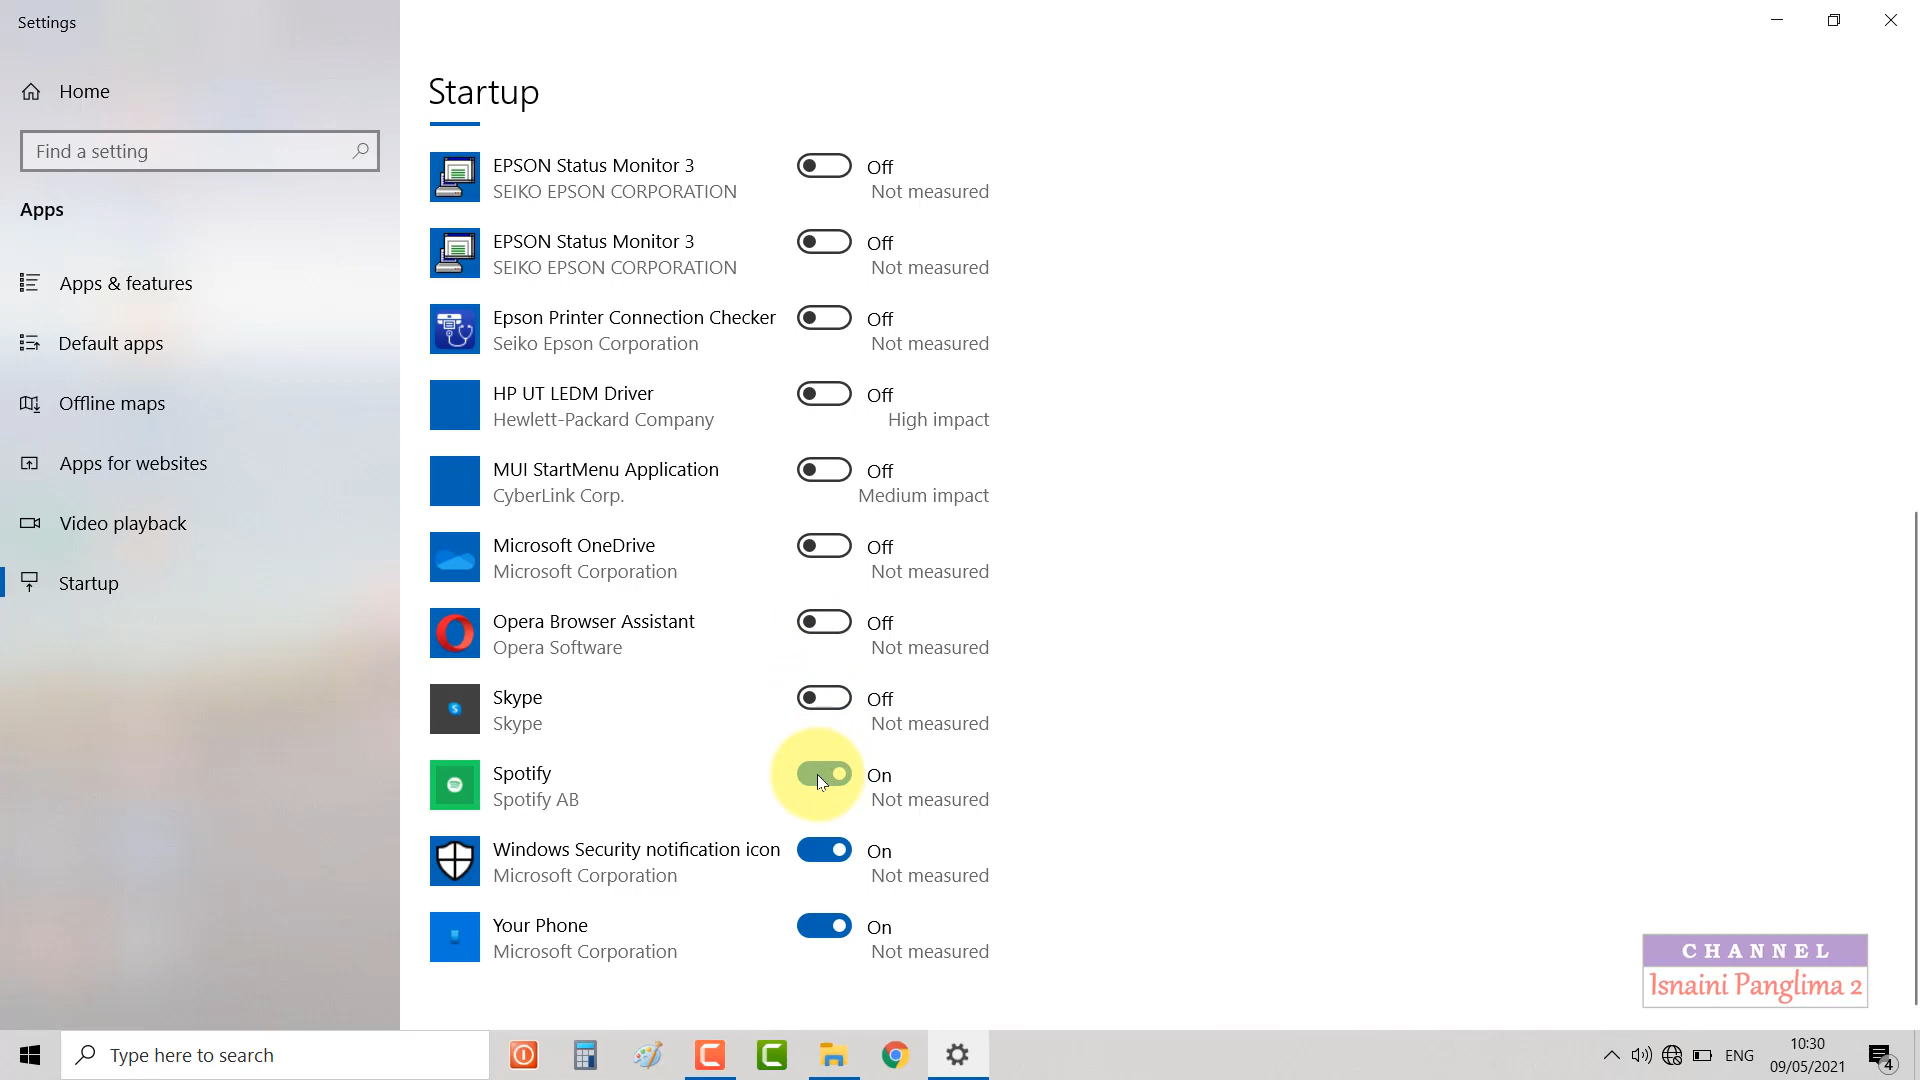 Settings
Home
Find a setting
Apps
Apps & features
Default apps
Offline maps
Apps for websites
Video playback
Startup
Startup
EPSON Status Monitor 3
Off
SEIKO EPSON CORPORATION
Not measured
EPSON Status Monitor 3
Off
SEIKO EPSON CORPORATION
Not measured
Epson Printer Connection Checker
Off
Seiko Epson Corporation
Not measured
HP UT LEDM Driver
Off
Hewlett-Packard Company
High impact
MUI StartMenu Application
Off
CyberLink Corp.
Medium impact
Microsoft OneDrive
Off
Microsoft Corporation
Not measured
Opera Browser Assistant
Off
Opera Software
Not measured
Skype
Off
Skype
Not measured
Spotify
On
Spotify AB
Not measured
Windows Security notification icon
On
Microsoft Corporation
Not measured
Your Phone
On
Microsoft Corporation
Not measured
CHANNEL
Isnaini Panglima 2
Type here to search
ENG
10:30
09/05/2021
4